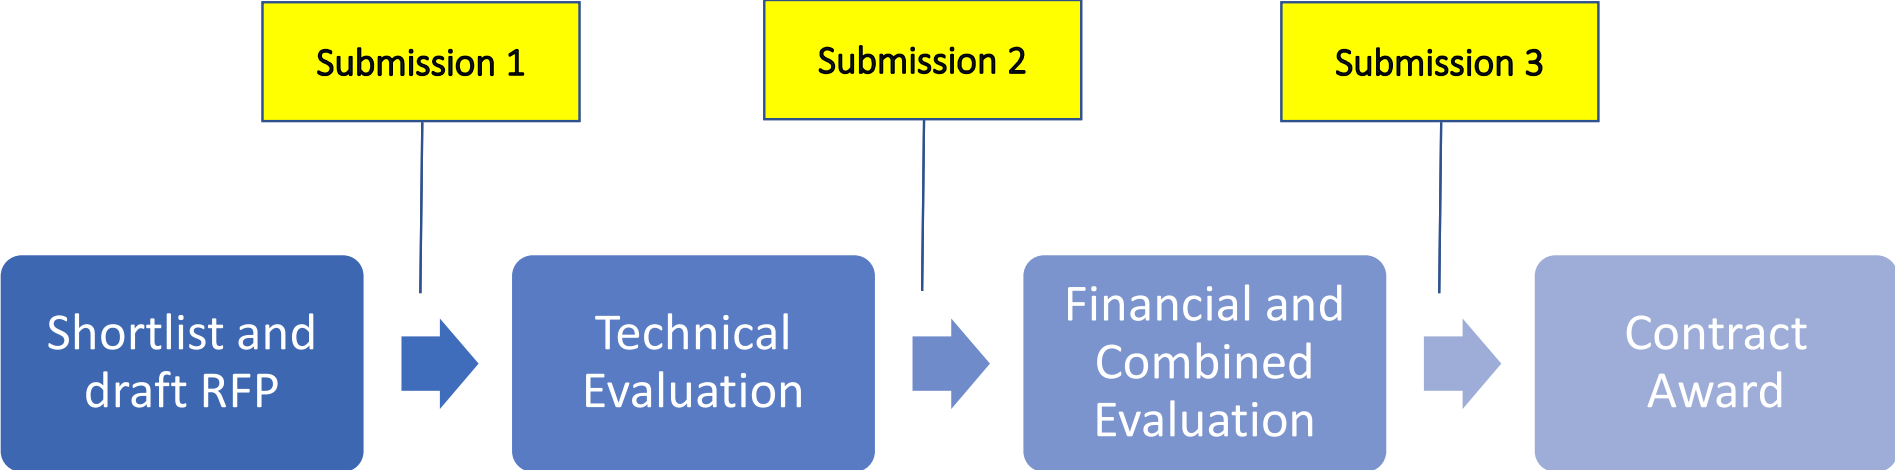 Submission 1
Submission 2
Submission 3
Shortlist and
draft RFP
Technical
Evaluation
Financial and
Combined
Evaluation
Contract
Award